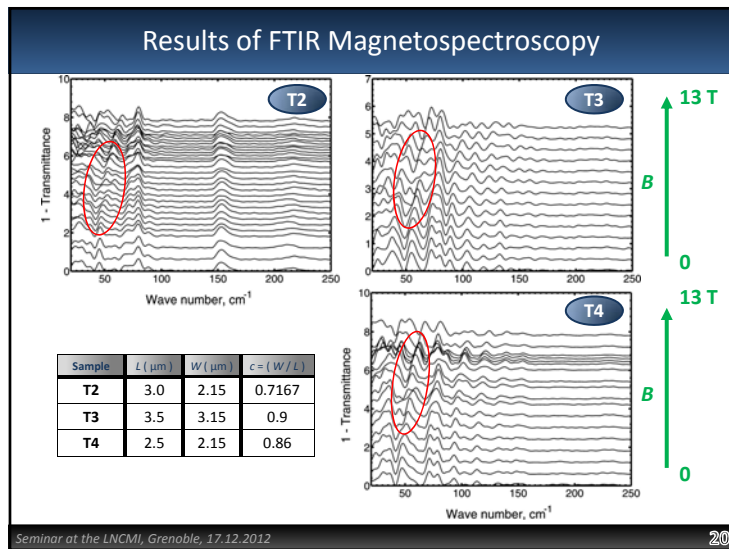 Results of FTIR Magnetospectroscopy
T2
10
8
6
4
2
0
1 - Transmittance
50 100 150 200 250
Wave number, cm-1
T3
7
6
5
4
3
2
1
0
1 - Transmittance
50 100 150 200 250
Wave number, cm-1
13 T
B
0
T4
10
8
6
4
2
0
1 - Transmittance
50 100 150 200 250
Wave number, cm-1
13 T
B
0
Sample L ( μm ) W ( μm ) c = ( W / L )
T2 3.0 2.15 0.7167
T3 3.5 3.15 0.9
T4 2.5 2.15 0.86
Seminar at the LNCMI, Grenoble, 17.12.2012
20